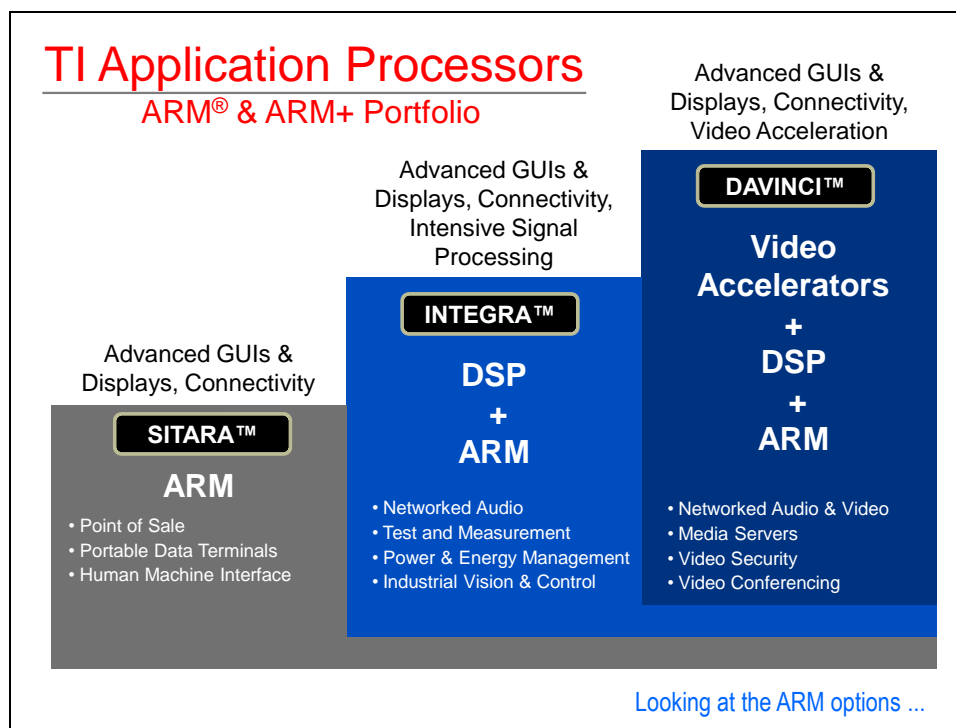 TI Application Processors
ARM® & ARM+ Portfolio
Advanced GUIs &
Displays, Connectivity
SITARA™
ARM
• Point of Sale
• Portable Data Terminals
• Human Machine Interface
Advanced GUIs &
Displays, Connectivity,
Intensive Signal
Processing
INTEGRA™
DSP
+
ARM
• Networked Audio
• Test and Measurement
• Power & Energy Management
• Industrial Vision & Control
Advanced GUIs &
Displays, Connectivity,
Video Acceleration
DAVINCI™
Video
Accelerators
+
DSP
+
ARM
• Networked Audio & Video
• Media Servers
• Video Security
• Video Conferencing
Looking at the ARM options ...